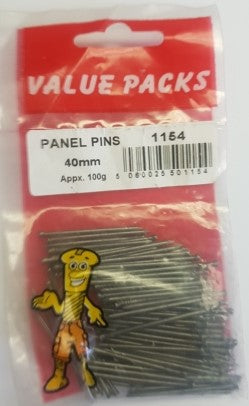 VALUE PACKS
PANEL PINS 1154
40mm
Appx. 100g 5 060025 501154